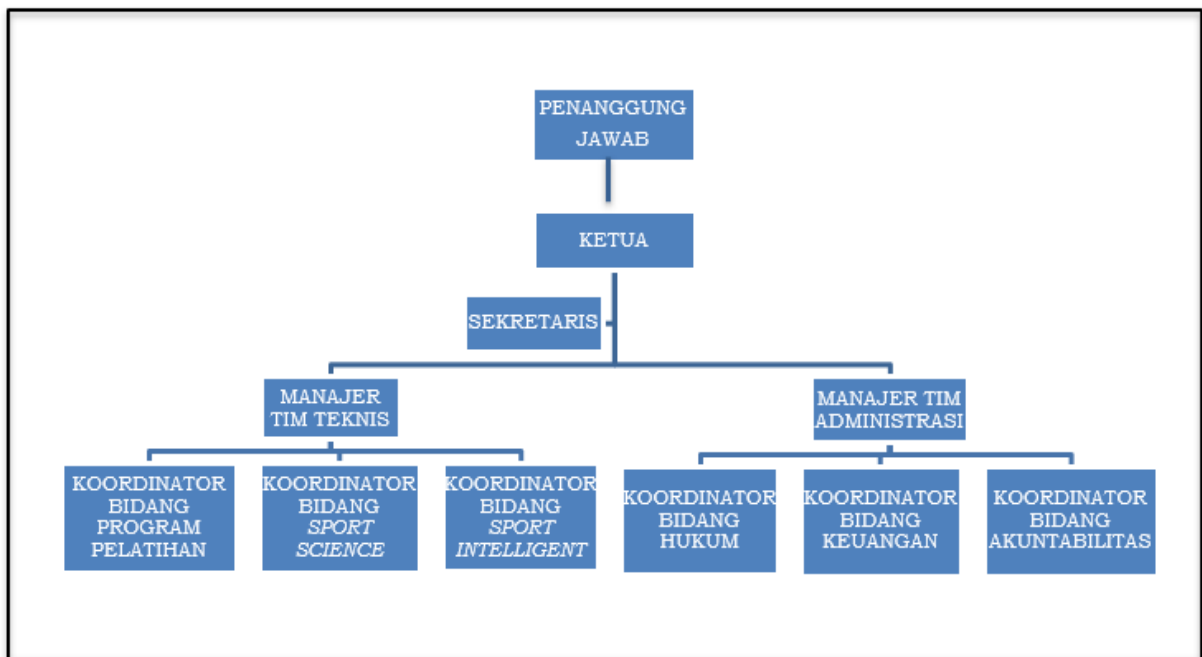 PENANGGUNG
JAWAB
KETUA
SEKRETARIS
MANAJER
TIM TEKNIS
MANAJER TIM
ADMINISTRASI
KOORDINATOR
BIDANG
PROGRAM
PELATIHAN
KOORDINATOR
BIDANG
SPORT
SCIENCE
KOORDINATOR
BIDANG
SPORT
INTELLIGENT
KOORDINATOR
BIDANG
HUKUM
KOORDINATOR
BIDANG
KEUANGAN
KOORDINATOR
BIDANG
AKUNTABILITAS